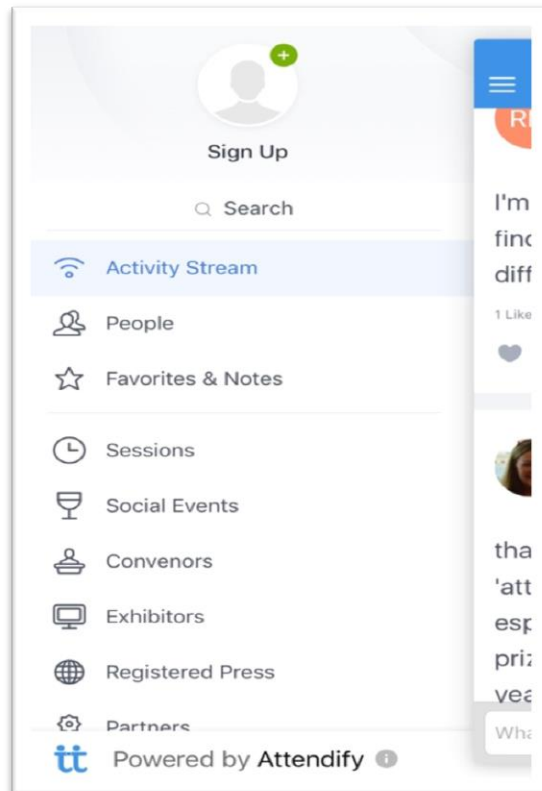 Sign Up
Search
Activity Stream
People
Favorites & Notes
Sessions
Social Events
Convenors
Exhibitors
Registered Press
Partners
Powered by Attendify
I'm
1 Like